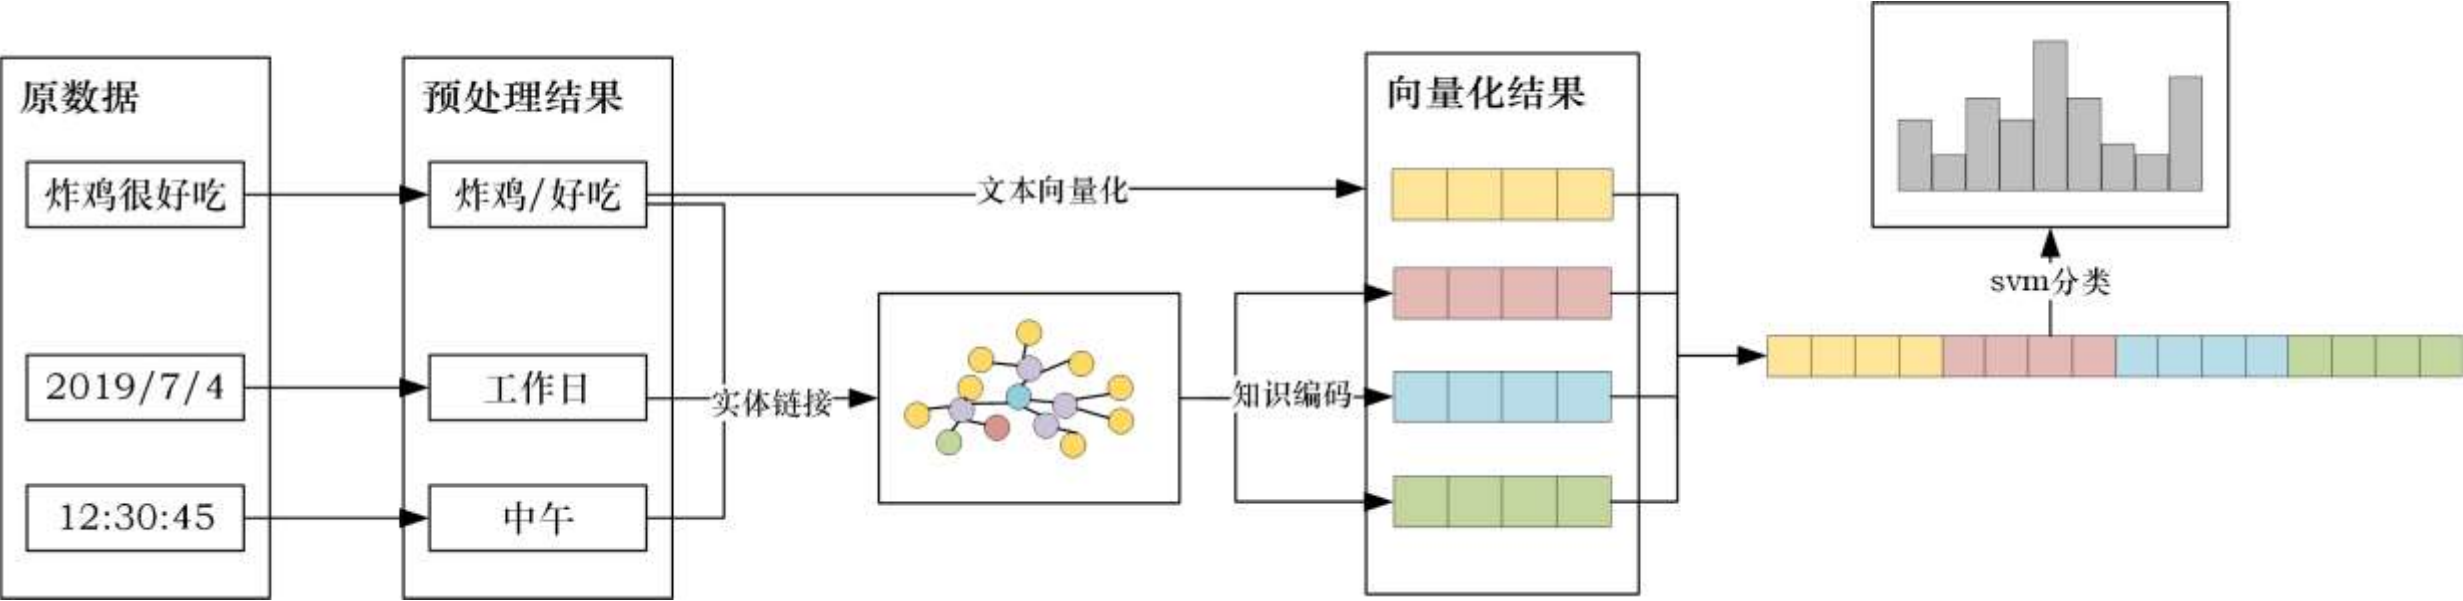 原数据
炸鸡很好吃
2019/7/4
12:30:45
预处理结果
炸鸡/好吃
工作日
中午
文本向量化
实体链接
知识编码
向量化结果
svm分类